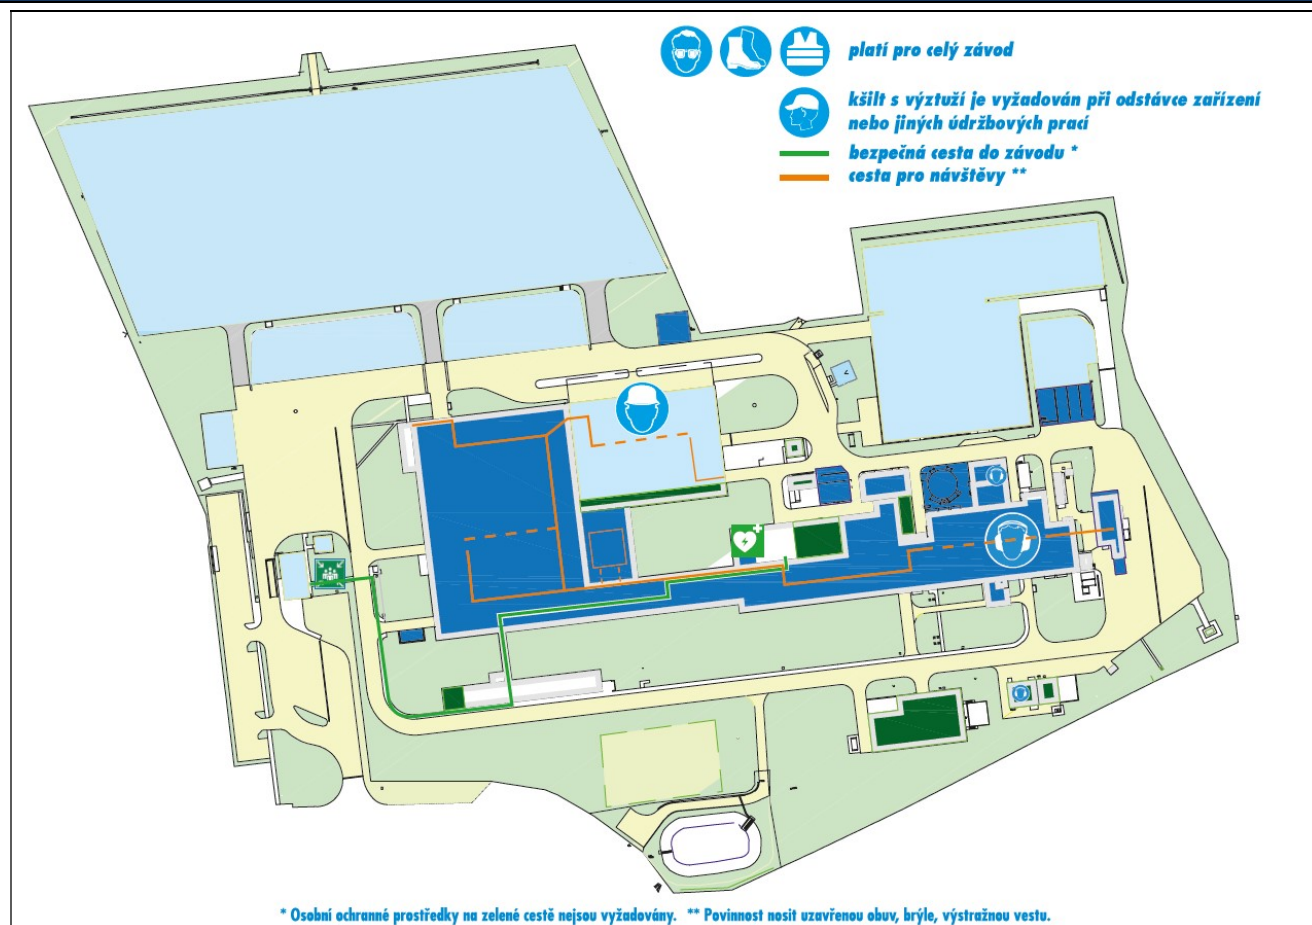 platí pro celý závod
kšilt s výztuží je vyžadován při odstávce zařízení
nebo jiných údržbových prací
bezpečná cesta do závodu *
cesta pro návštěvy **
* Osobní ochranné prostředky na zelené cestě nejsou vyžadovány. ** Povinnost nosit uzavřenou obuv, brýle, výstražnou vestu.